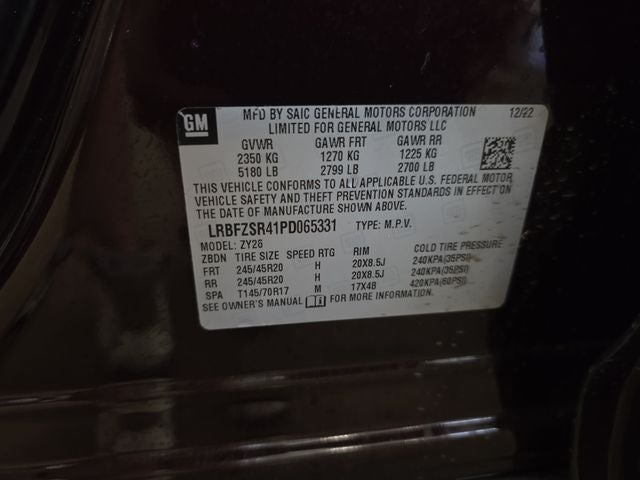 GM
MFD BY SAIC GENERAL MOTORS CORPORATION 12/22
LIMITED FOR GENERAL MOTORS LLC
GVWR GAWR FRT GAWR RR
2350 KG 1270 KG 1225 KG
5180 LB 2799 LB 2700 LB
THIS VEHICLE CONFORMS TO ALL APPLICABLE U.S. FEDERAL MOTOR
VEHICLE SAFETY AND THEFT PREVENTION STANDARDS IN EFFECT ON
THE DATE OF MANUFACTURE SHOWN ABOVE.
LRBFZSR41PD065331 TYPE: M.P.V.
MODEL: ZY26
ZBDN TIRE SIZE SPEED RTG RIM COLD TIRE PRESSURE
FRT 245/45R20 H 20X8.5J 240KPA(35PSI)
RR 245/45R20 H 20X8.5J 240KPA(35PSI)
SPA T145/70R17 M 17X4B 420KPA(60PSI)
SEE OWNER'S MANUAL FOR MORE INFORMATION.